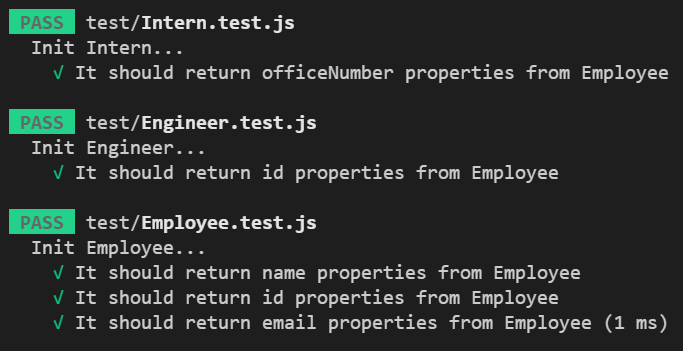 PASS test/Intern.test.js
Init Intern...
√ It should return officeNumber properties from Employee
PASS test/Engineer.test.js
Init Engineer...
√ It should return id properties from Employee
PASS test/Employee.test.js
Init Employee...
√ It should return name properties from Employee
√ It should return id properties from Employee
√ It should return email properties from Employee (1 ms)